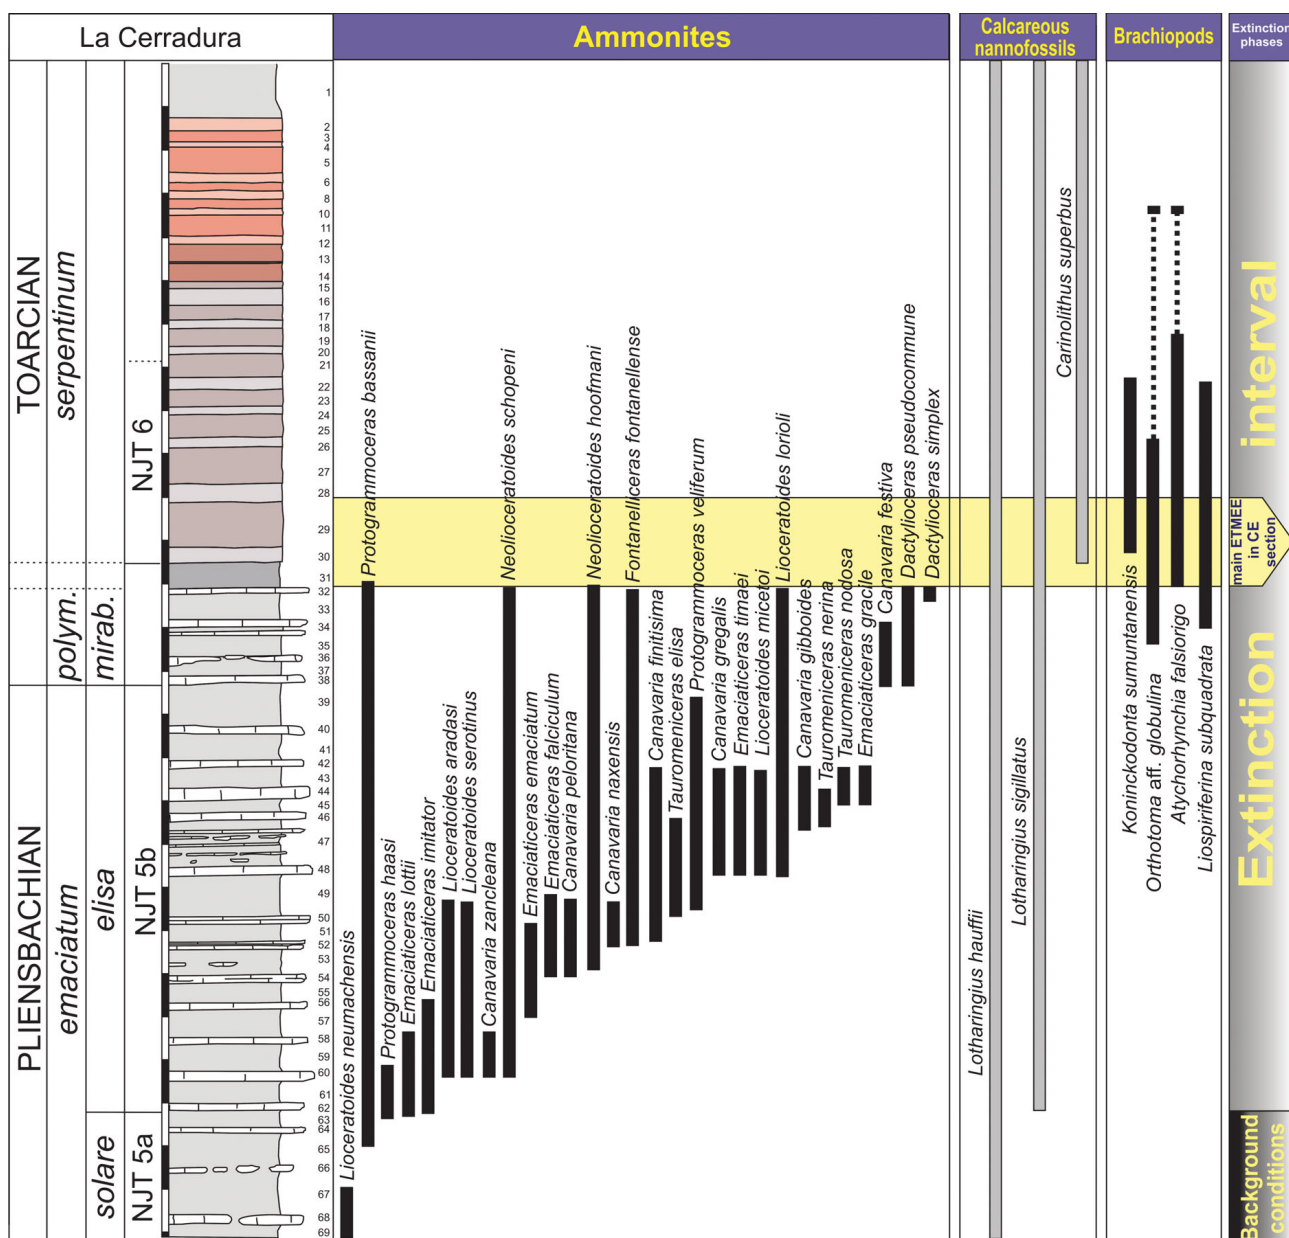 La Cerradura
Ammonites
Calcareous
nannofossils
Brachiopods
Extinction
phases
TOARCIAN
PLIENSBACHIAN
serpentinum
polym.
emaciatum
mirab.
elisa
solare
NJT 6
NJT 5b
NJT 5a
1
2
3
4
5
6
8
10
11
12
13
14
15
16
17
18
19
20
21
22
23
24
25
26
27
28
29
30
31
32
33
34
35
36
37
38
39
40
41
42
43
44
45
46
47
48
49
50
51
52
53
54
55
56
57
58
59
60
61
62
63
64
65
66
67
68
69
Lioceratoides neumachensis
Protogrammoceras bassanii
Protogrammoceras haasi
Emaciaticeras lottii
Emaciaticeras imitator
Lioceratoides aradasi
Lioceratoides serotinus
Canavaria zancleana
Neolioceratoides schopeni
Emaciaticeras emaciatum
Emaciaticeras falciculum
Canavaria peloritana
Neolioceratoides hoofmani
Canavaria naxensis
Fontanelliceras fontanellense
Canavaria finitisima
Tauromeniceras elisa
Protogrammoceras veliferum
Canavaria gregalis
Emaciaticeras timaei
Lioceratoides micetoi
Lioceratoides lorioli
Canavaria gibboides
Tauromeniceras nerina
Tauromeniceras nodosa
Emaciaticeras gracile
Canavaria festiva
Dactylioceras pseudocommune
Dactylioceras simplex
Lotharingius hauffii
Lotharingius sigillatus
Carinolithus superbus
Koninckodonta sumuntanensis
Orthotoma aff. globulina
Atychorhynchia falsiorigo
Liospiriferina subquadrata
Extinction interval
main ETMEE
in CE
section
Background
conditions